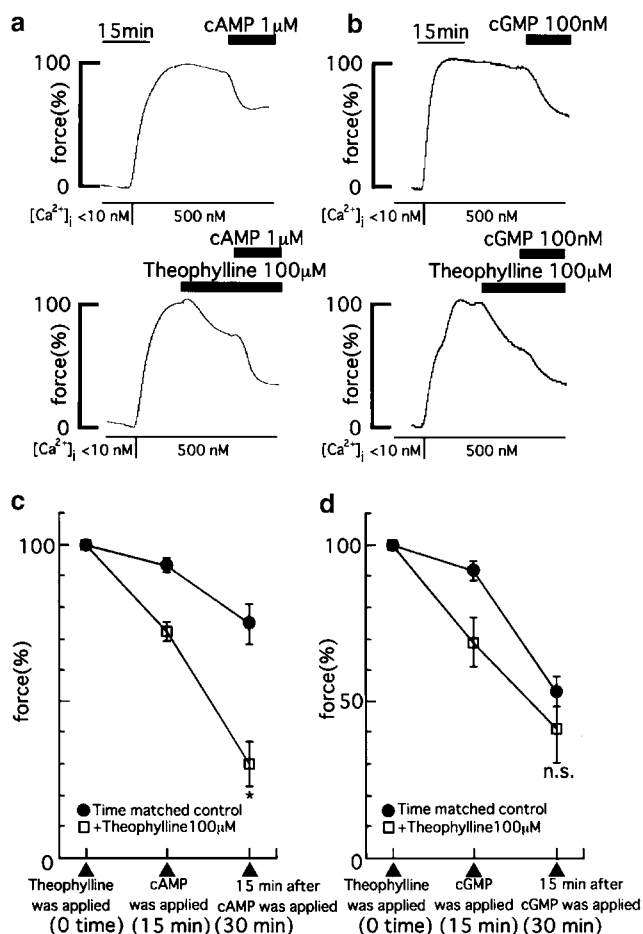 a
15min
cAMP 1μM
100
force(%)
0
[Ca²⁺]i <10 nM
500 nM
b
15min
cGMP 100nM
100
force(%)
0
[Ca²⁺]i <10 nM
500 nM
cAMP 1μM
Theophylline 100μM
100
force(%)
0
[Ca²⁺]i <10 nM
500 nM
cGMP 100nM
Theophylline 100μM
100
force(%)
0
[Ca²⁺]i <10 nM
500 nM
c
100
force(%)
0
*
● Time matched control
□ +Theophylline100μM
Theophylline
was applied
(0 time)
cAMP
was applied
(15 min)
15 min after
cAMP was applied
(30 min)
d
100
force(%)
50
0
n.s.
● Time matched control
□ +Theophylline100μM
Theophylline
was applied
(0 time)
cGMP
was applied
(15 min)
15 min after
cGMP was applied
(30 min)